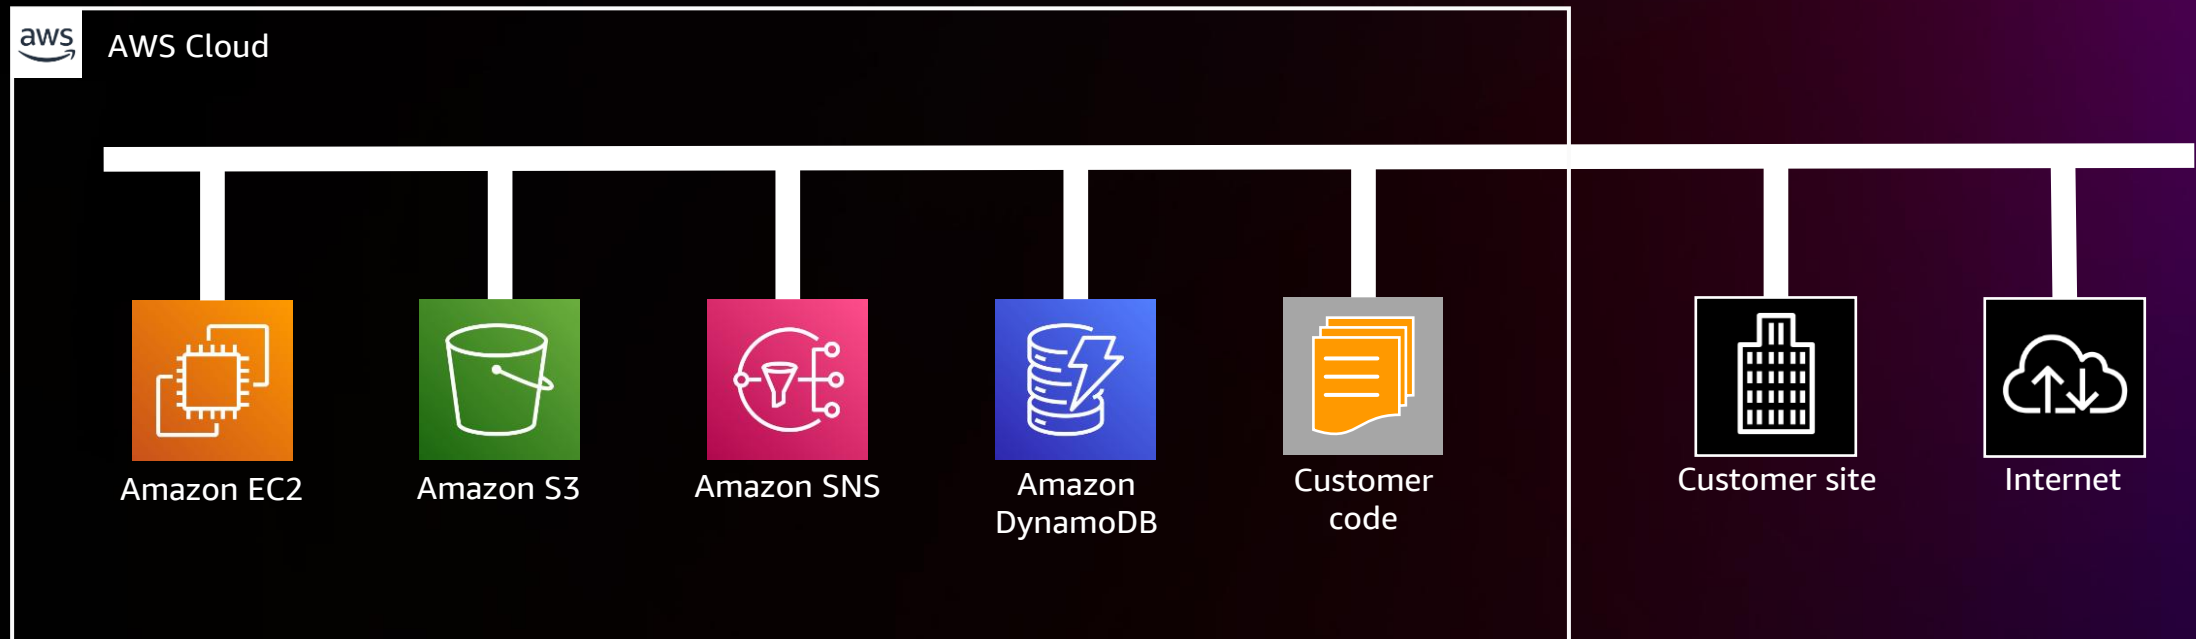 aws
AWS Cloud
Amazon EC2
Amazon S3
Amazon SNS
Amazon
DynamoDB
Customer
code
Customer site
Internet